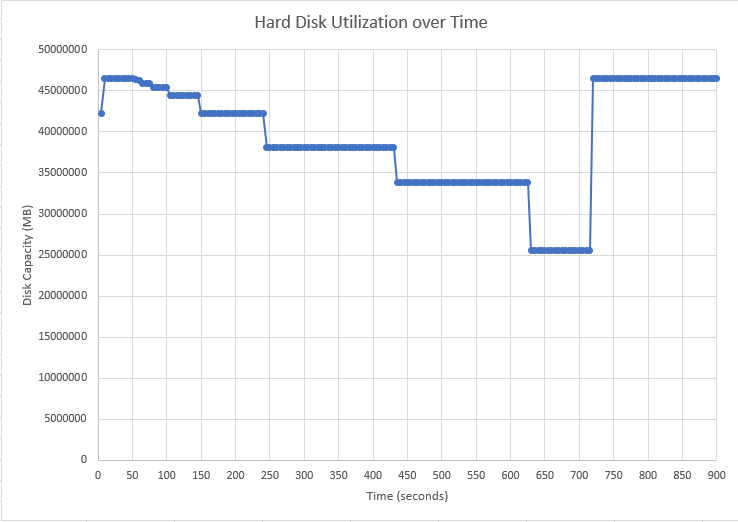 Hard Disk Utilization over Time
50000000
45000000
40000000
35000000
30000000
25000000
20000000
15000000
10000000
5000000
0
Disk Capacity (MB)
0 50 100 150 200 250 300 350 400 450 500 550 600 650 700 750 800 850 900
Time (seconds)